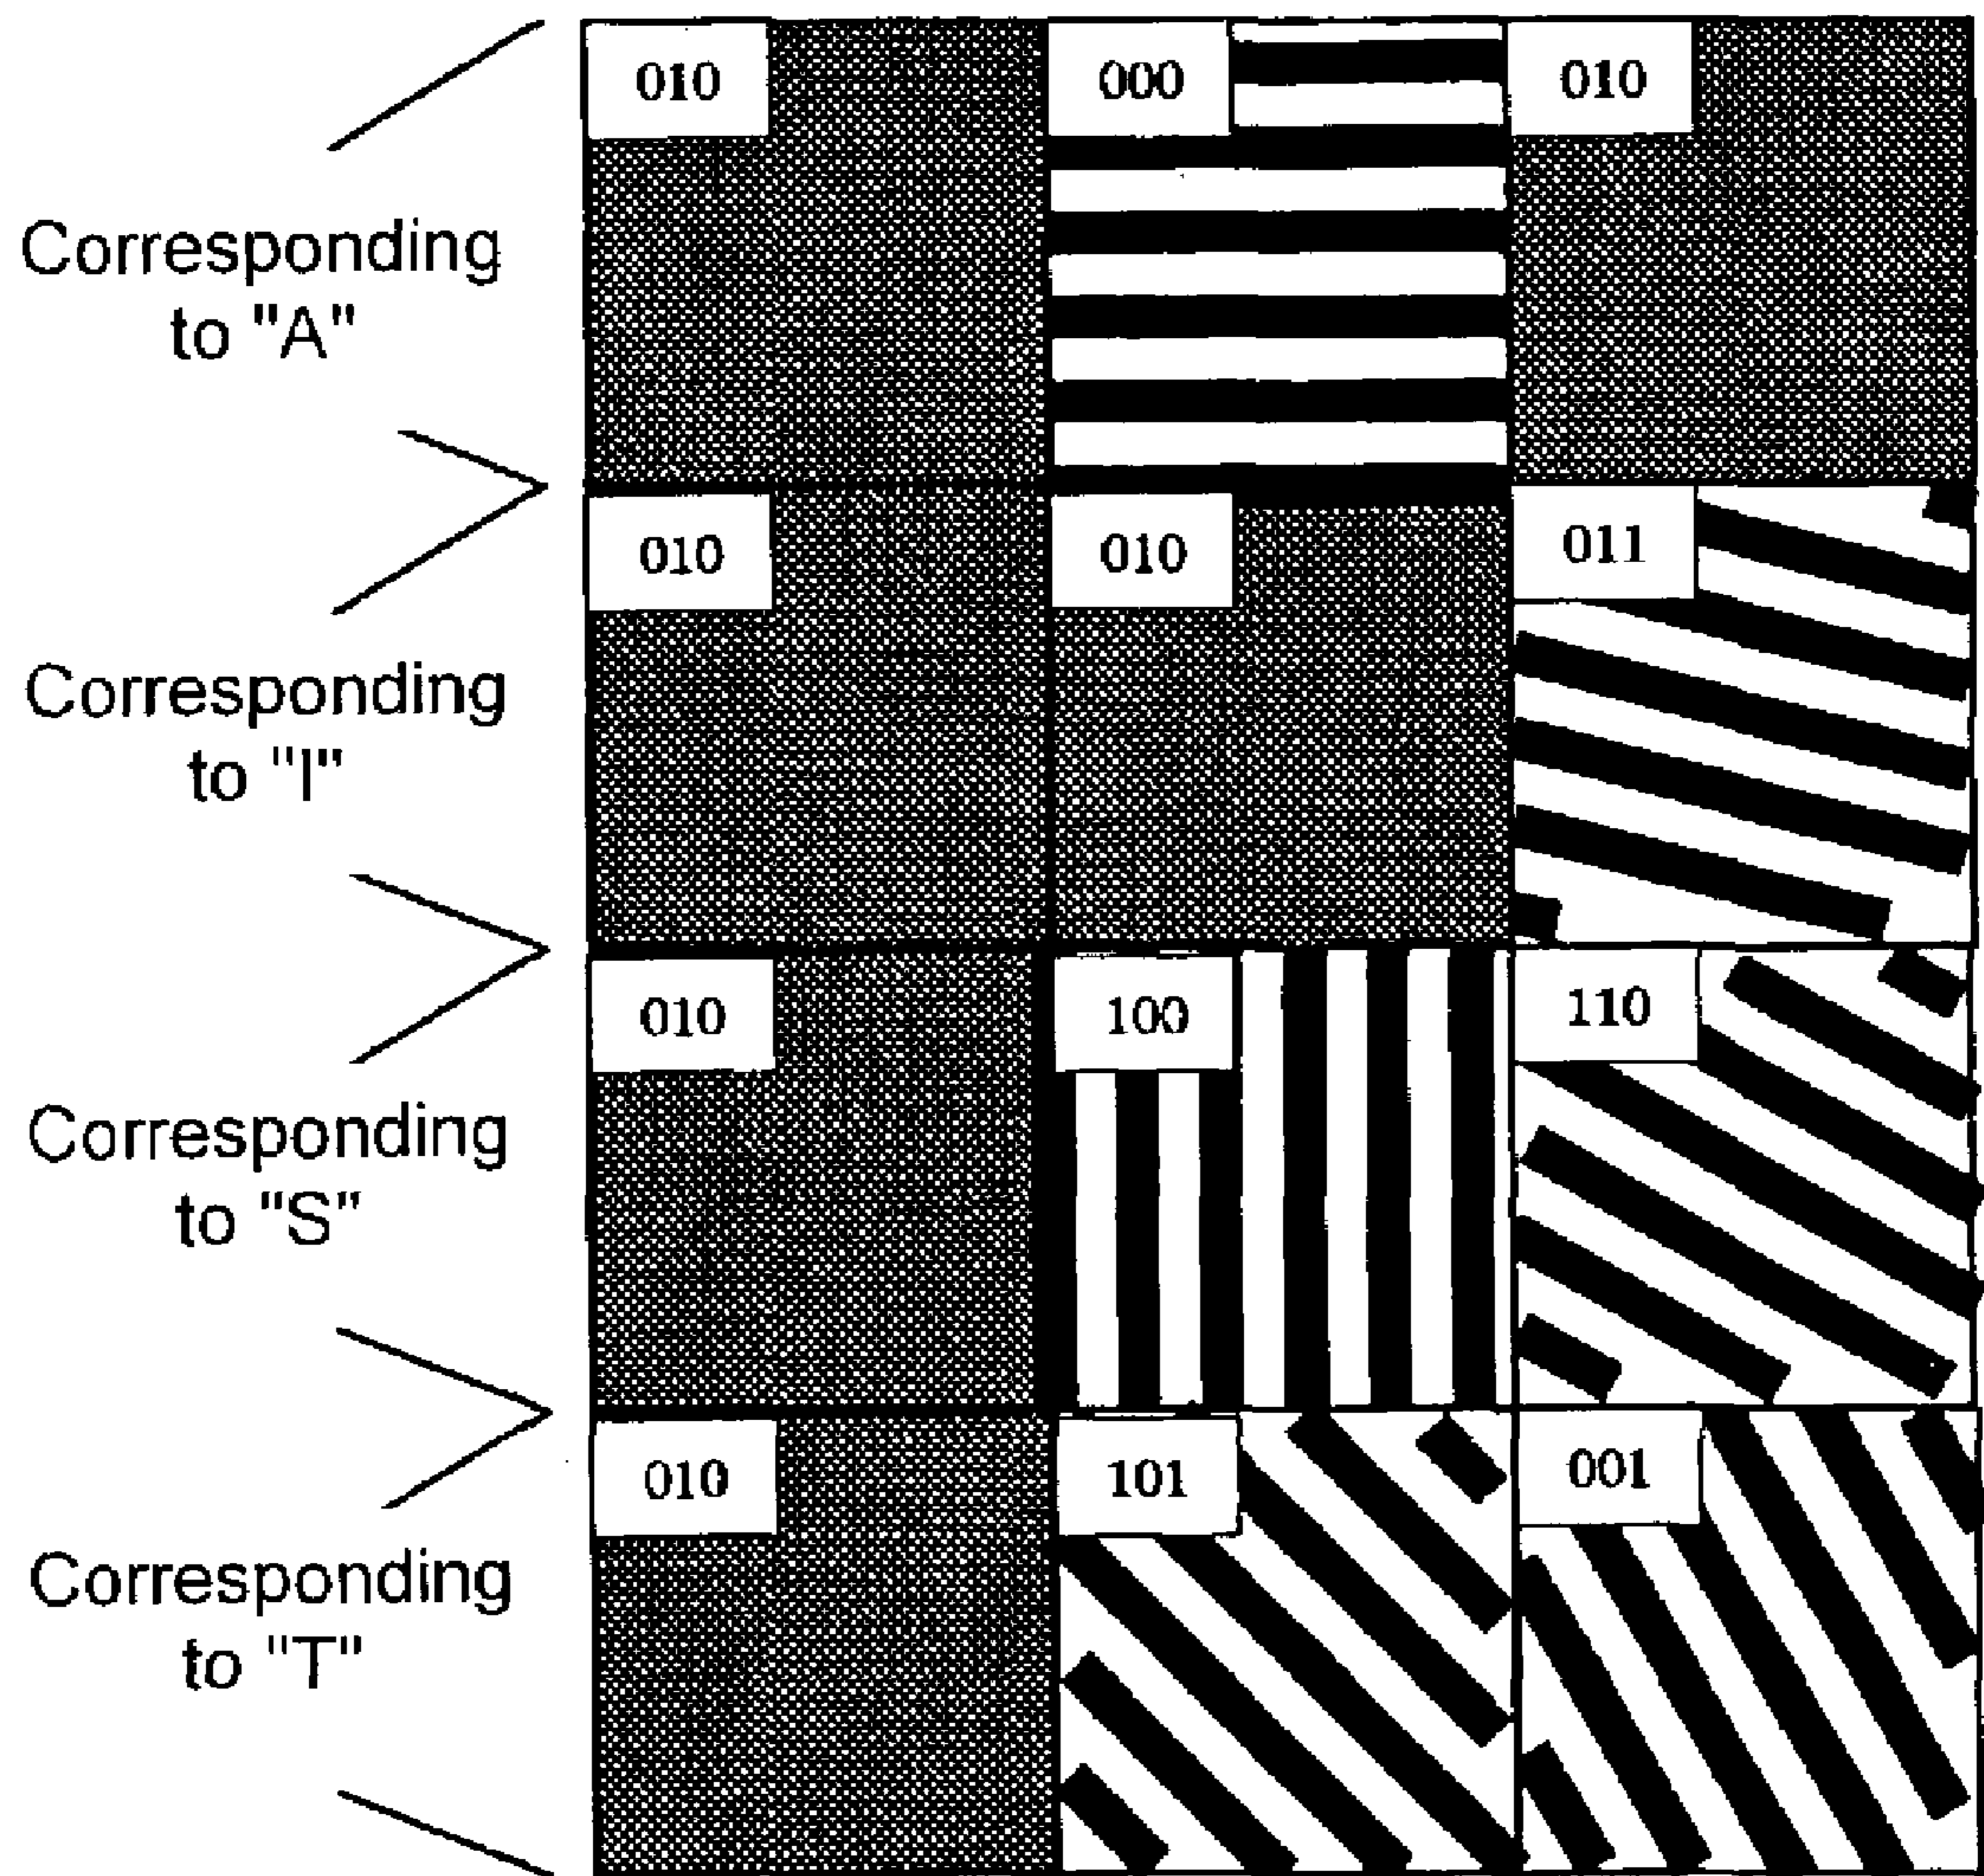 010 000 010
Corresponding
to "A"
010 010 011
Corresponding
to "I"
010 100 110
Corresponding
to "S"
010 101 001
Corresponding
to "T"